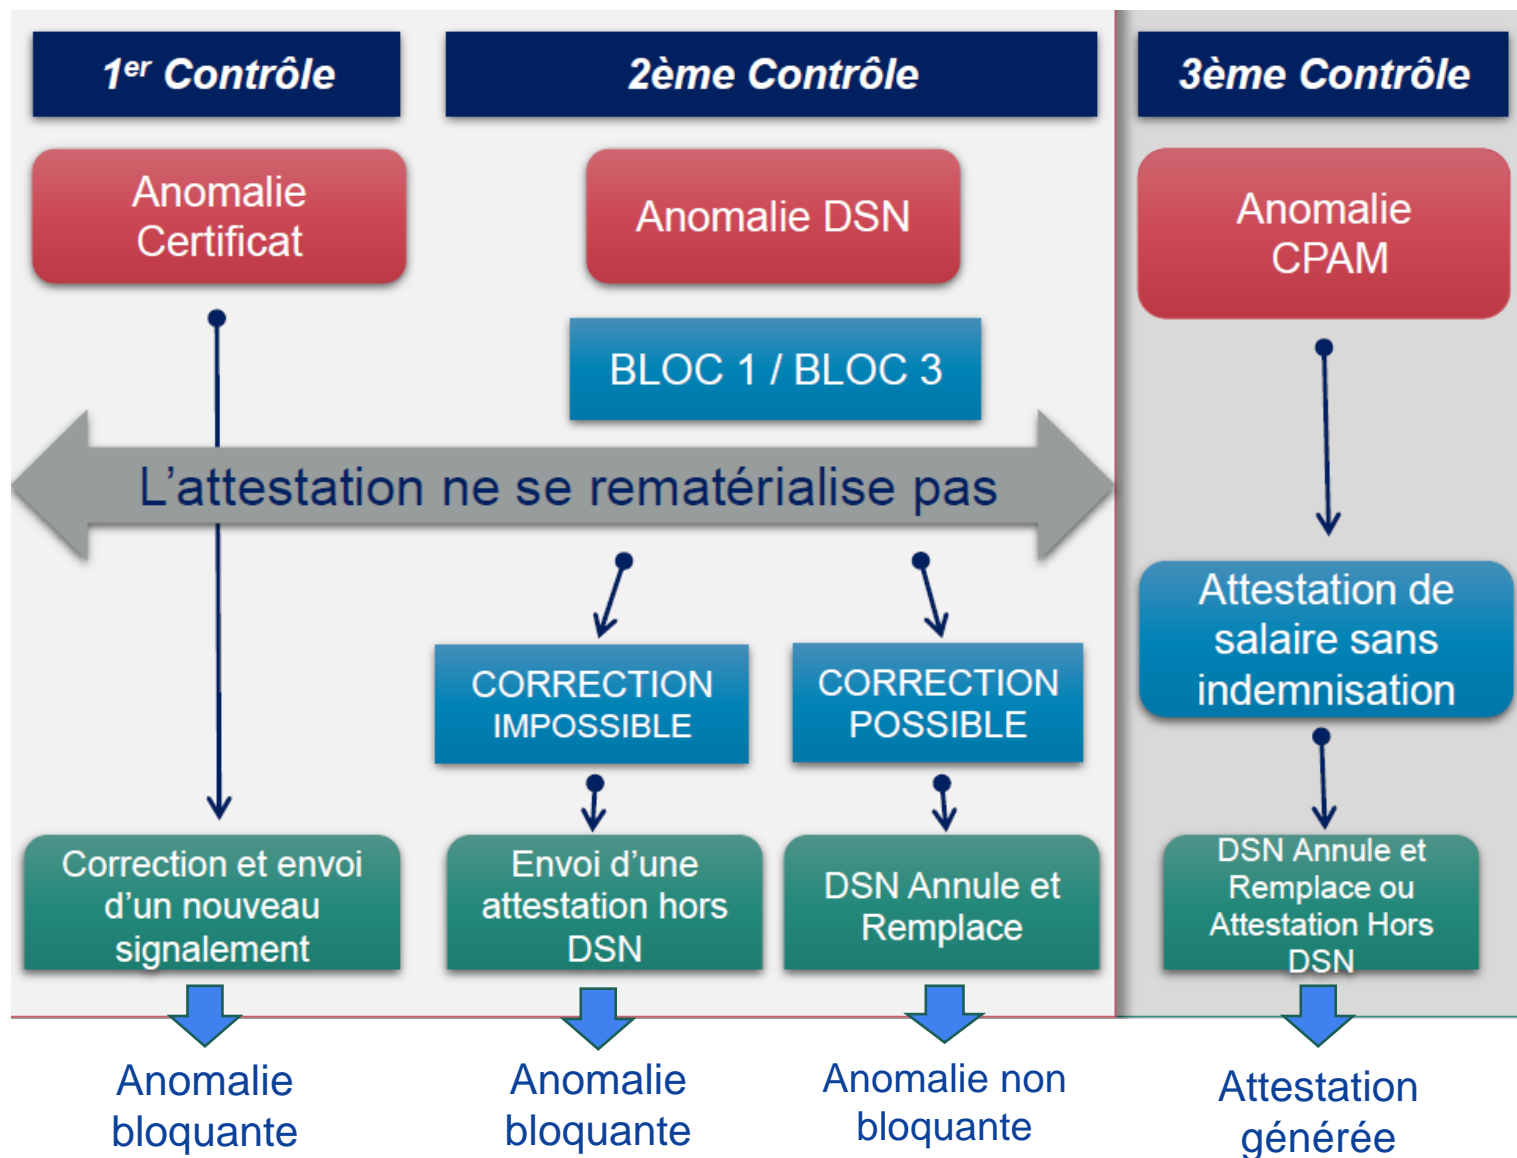 1er Contrôle
2ème Contrôle
3ème Contrôle
Anomalie
Certificat
Anomalie DSN
Anomalie
CPAM
BLOC 1 / BLOC 3
L'attestation ne se rematérialise pas
CORRECTION
IMPOSSIBLE
CORRECTION
POSSIBLE
Attestation de
salaire sans
indemnisation
Correction et envoi
d'un nouveau
signalement
Envoi d'une
attestation hors
DSN
DSN Annule et
Remplace
DSN Annule et
Remplace ou
Attestation Hors
DSN
Anomalie
bloquante
Anomalie
bloquante
Anomalie non
bloquante
Attestation
générée